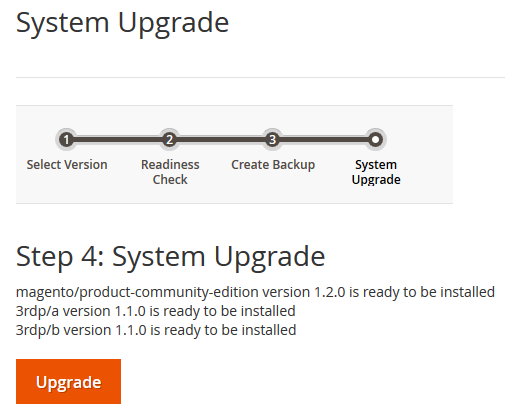 System Upgrade
1 2 3
Select Version Readiness Check Create Backup System Upgrade
Step 4: System Upgrade
magento/product-community-edition version 1.2.0 is ready to be installed
3rdp/a version 1.1.0 is ready to be installed
3rdp/b version 1.1.0 is ready to be installed
Upgrade